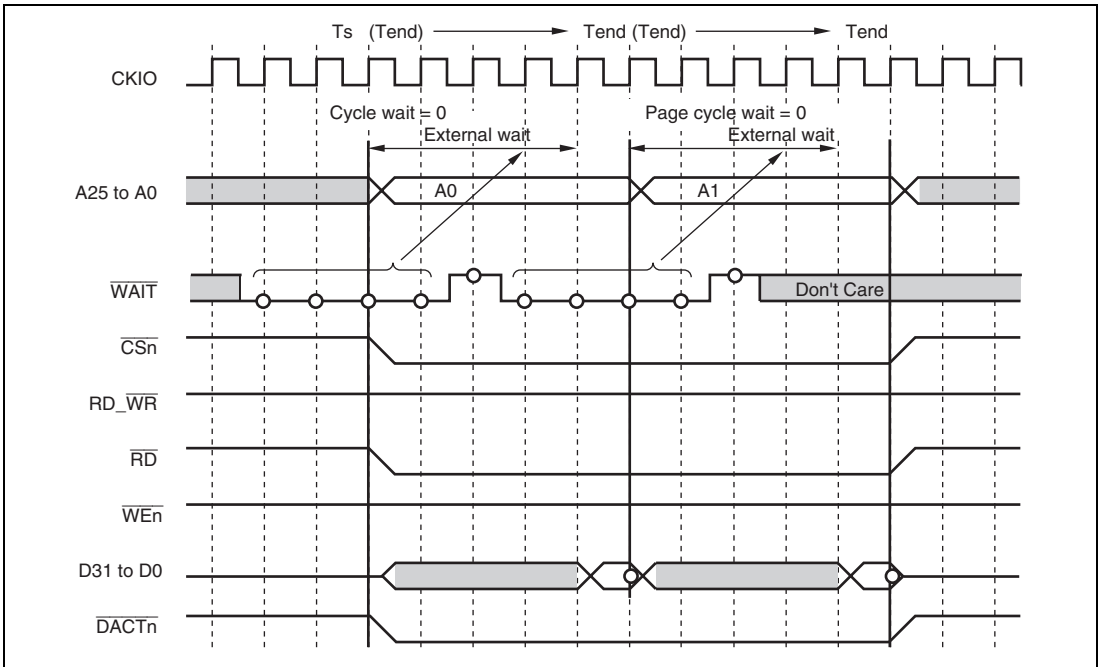 Ts (Tend) Tend (Tend) Tend
CKIO
Cycle wait = 0 Page cycle wait = 0
External wait External wait
A25 to A0 A0 A1
WAIT Don't Care
CSn
RD_WR
RD
WEn
D31 to D0
DACTn